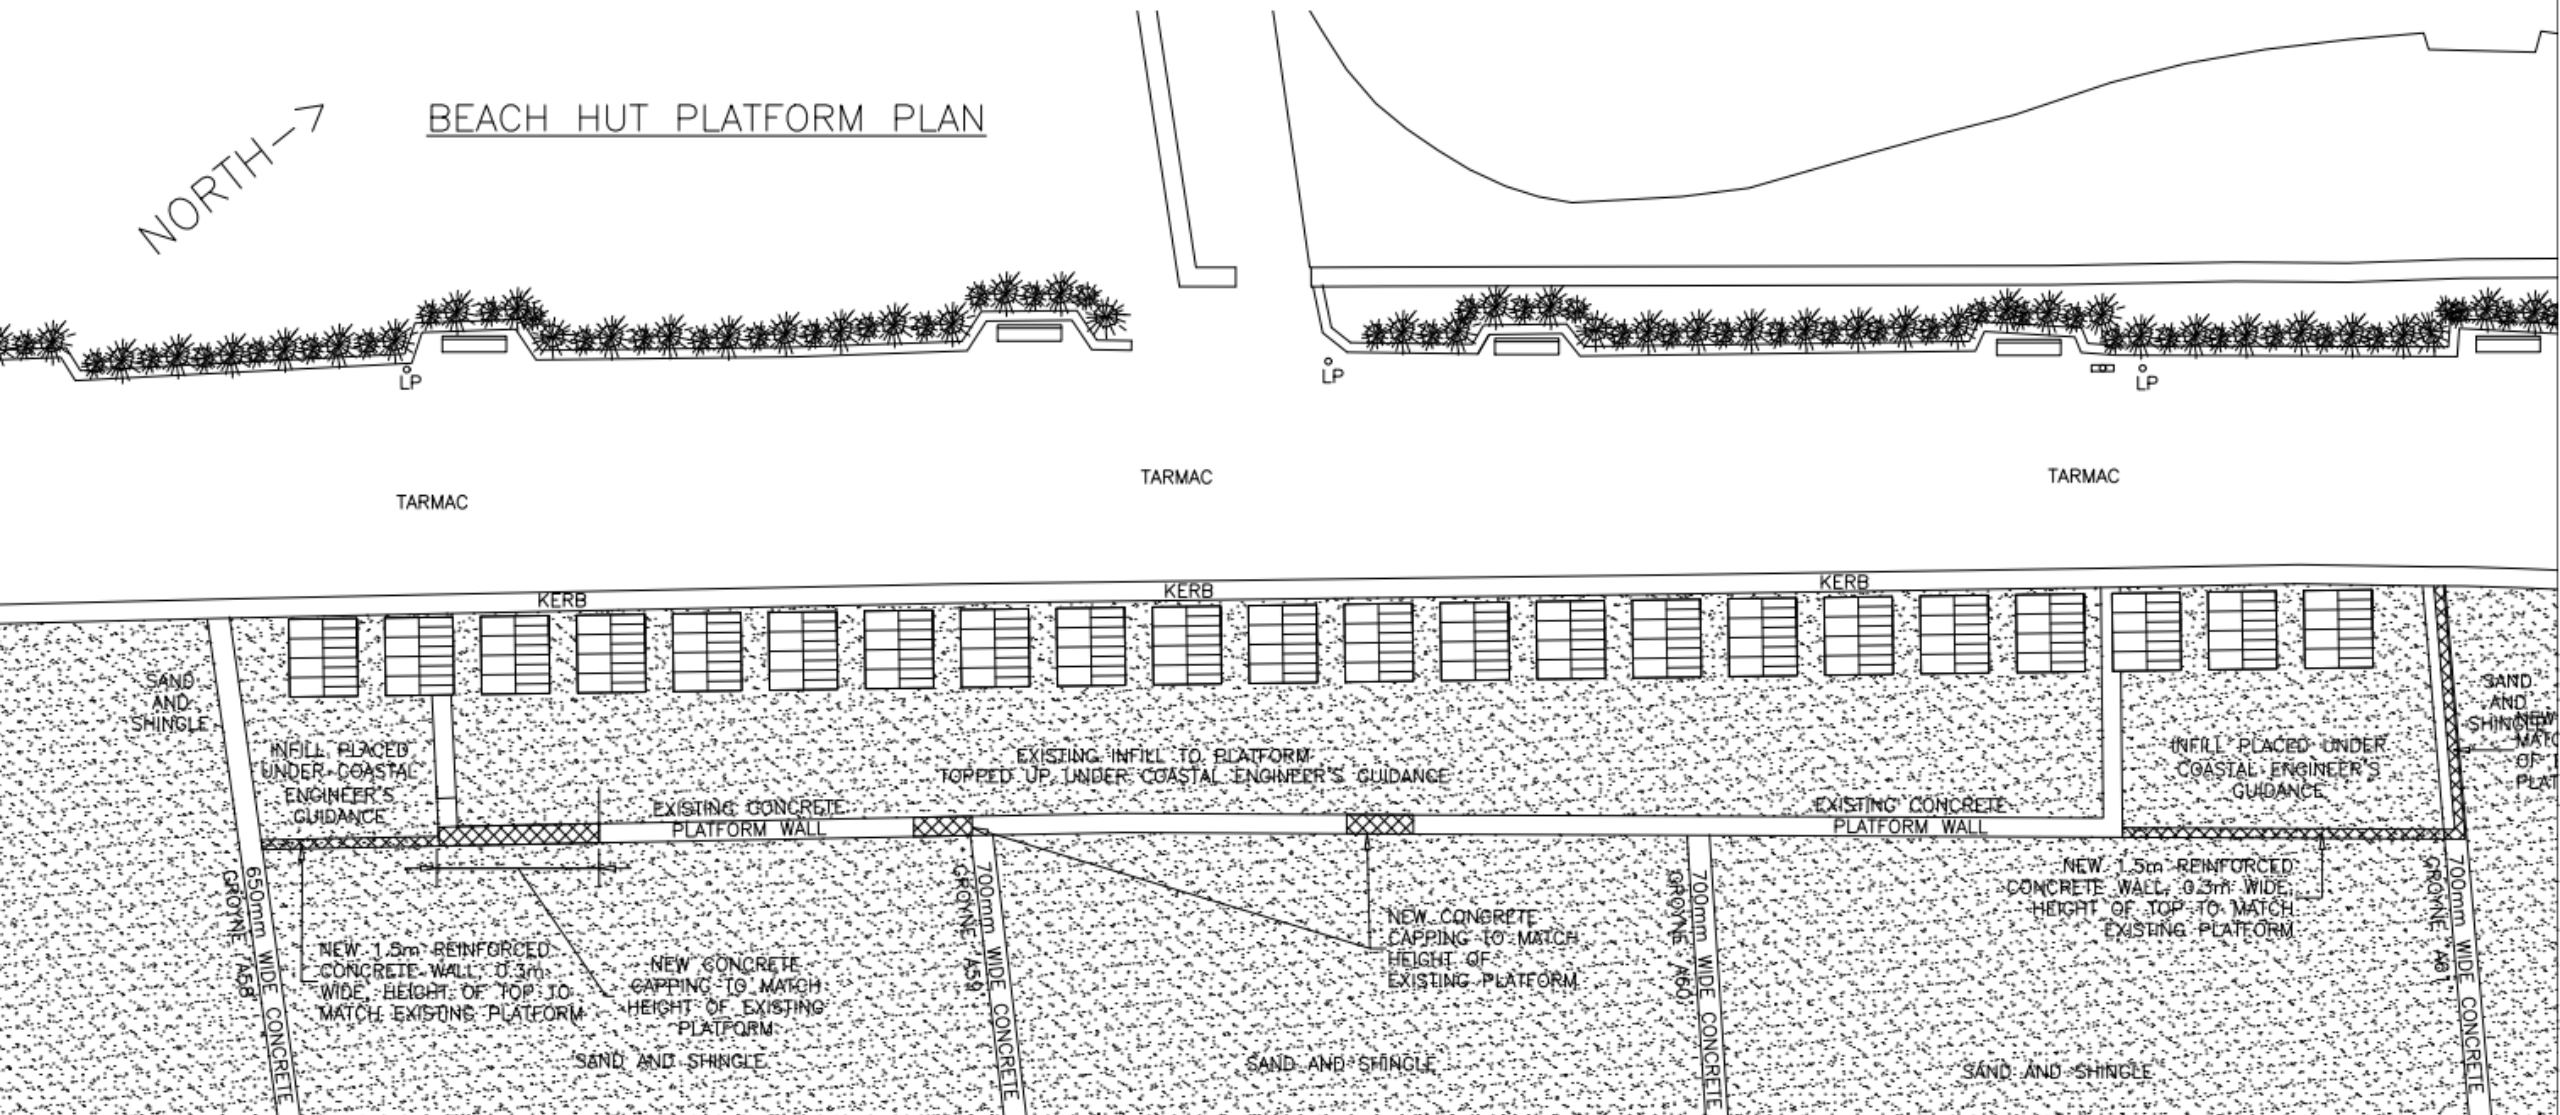 BEACH HUT PLATFORM PLAN
NORTH
LP
LP
LP
TARMAC
TARMAC
TARMAC
KERB
KERB
KERB
SAND
AND
SHINGLE
INFILL PLACED
UNDER COASTAL
ENGINEER'S
GUIDANCE
EXISTING INFILL TO PLATFORM
TOPPED UP UNDER COASTAL ENGINEER'S GUIDANCE
INFILL PLACED UNDER
COASTAL ENGINEER'S
GUIDANCE
SAND
AND
SHINGLE
NEW
MATC
OF T
PLAT
EXISTING CONCRETE
PLATFORM WALL
EXISTING CONCRETE
PLATFORM WALL
650mm WIDE CONCRETE
GROYNE A58
NEW 1.5m REINFORCED
CONCRETE WALL, 0.3m
WIDE, HEIGHT OF TOP TO
MATCH EXISTING PLATFORM
NEW CONCRETE
CAPPING TO MATCH
HEIGHT OF EXISTING
PLATFORM
700mm WIDE CONCRETE
GROYNE A59
NEW CONCRETE
CAPPING TO MATCH
HEIGHT OF
EXISTING PLATFORM
700mm WIDE CONCRETE
GROYNE A60
NEW 1.5m REINFORCED
CONCRETE WALL, 0.3m WIDE,
HEIGHT OF TOP TO MATCH
EXISTING PLATFORM
700mm WIDE CONCRETE
GROYNE A61
SAND AND SHINGLE
SAND AND SHINGLE
SAND AND SHINGLE